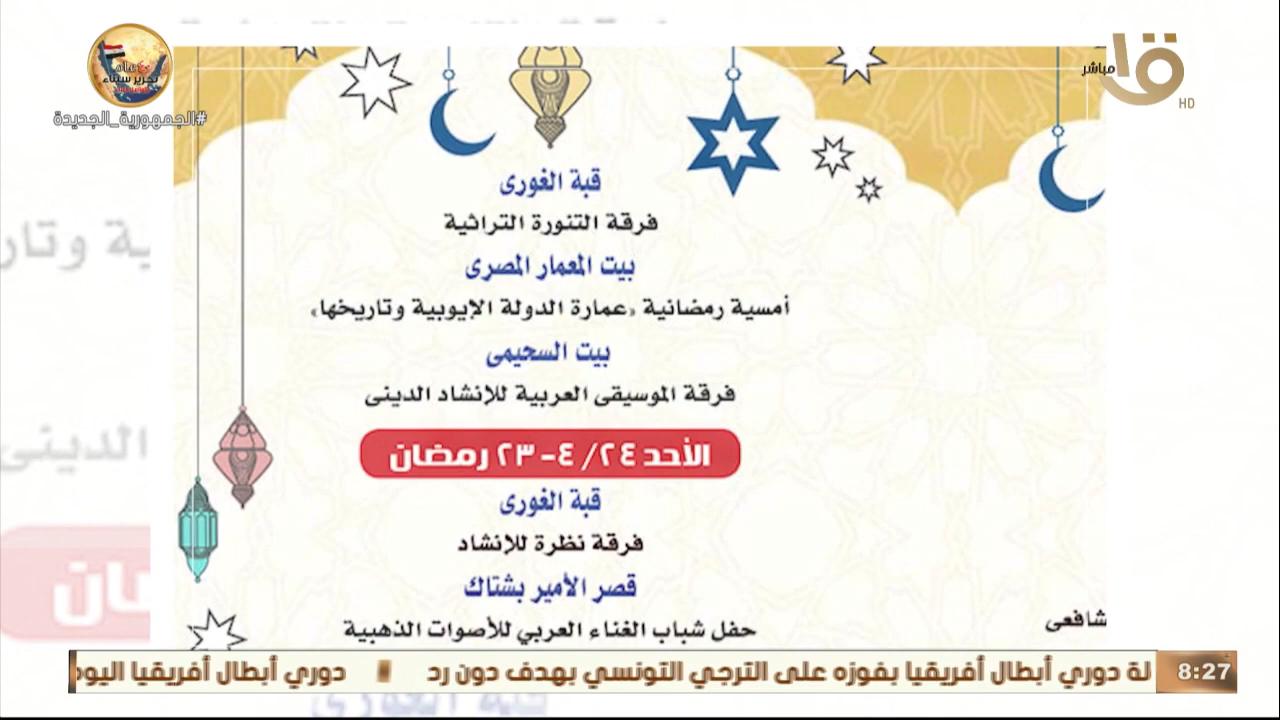 مباشر
HD
#الجمهورية_الجديدة
قبة الغورى
فرقة التنورة التراثية
بيت المعمار المصرى
أمسية رمضانية «عمارة الدولة الإيوبية وتاريخها»
بيت السحيمى
فرقة الموسيقى العربية للإنشاد الدينى
الأحد ٢٤/ ٤- ٢٣ رمضان
قبة الغورى
فرقة نظرة للإنشاد
قصر الأمير بشتاك
حفل شباب الغناء العربي للأصوات الذهبية
شافعى
8:27
لة دوري أبطال أفريقيا بفوزه على الترجي التونسي بهدف دون رد
دوري أبطال أفريقيا